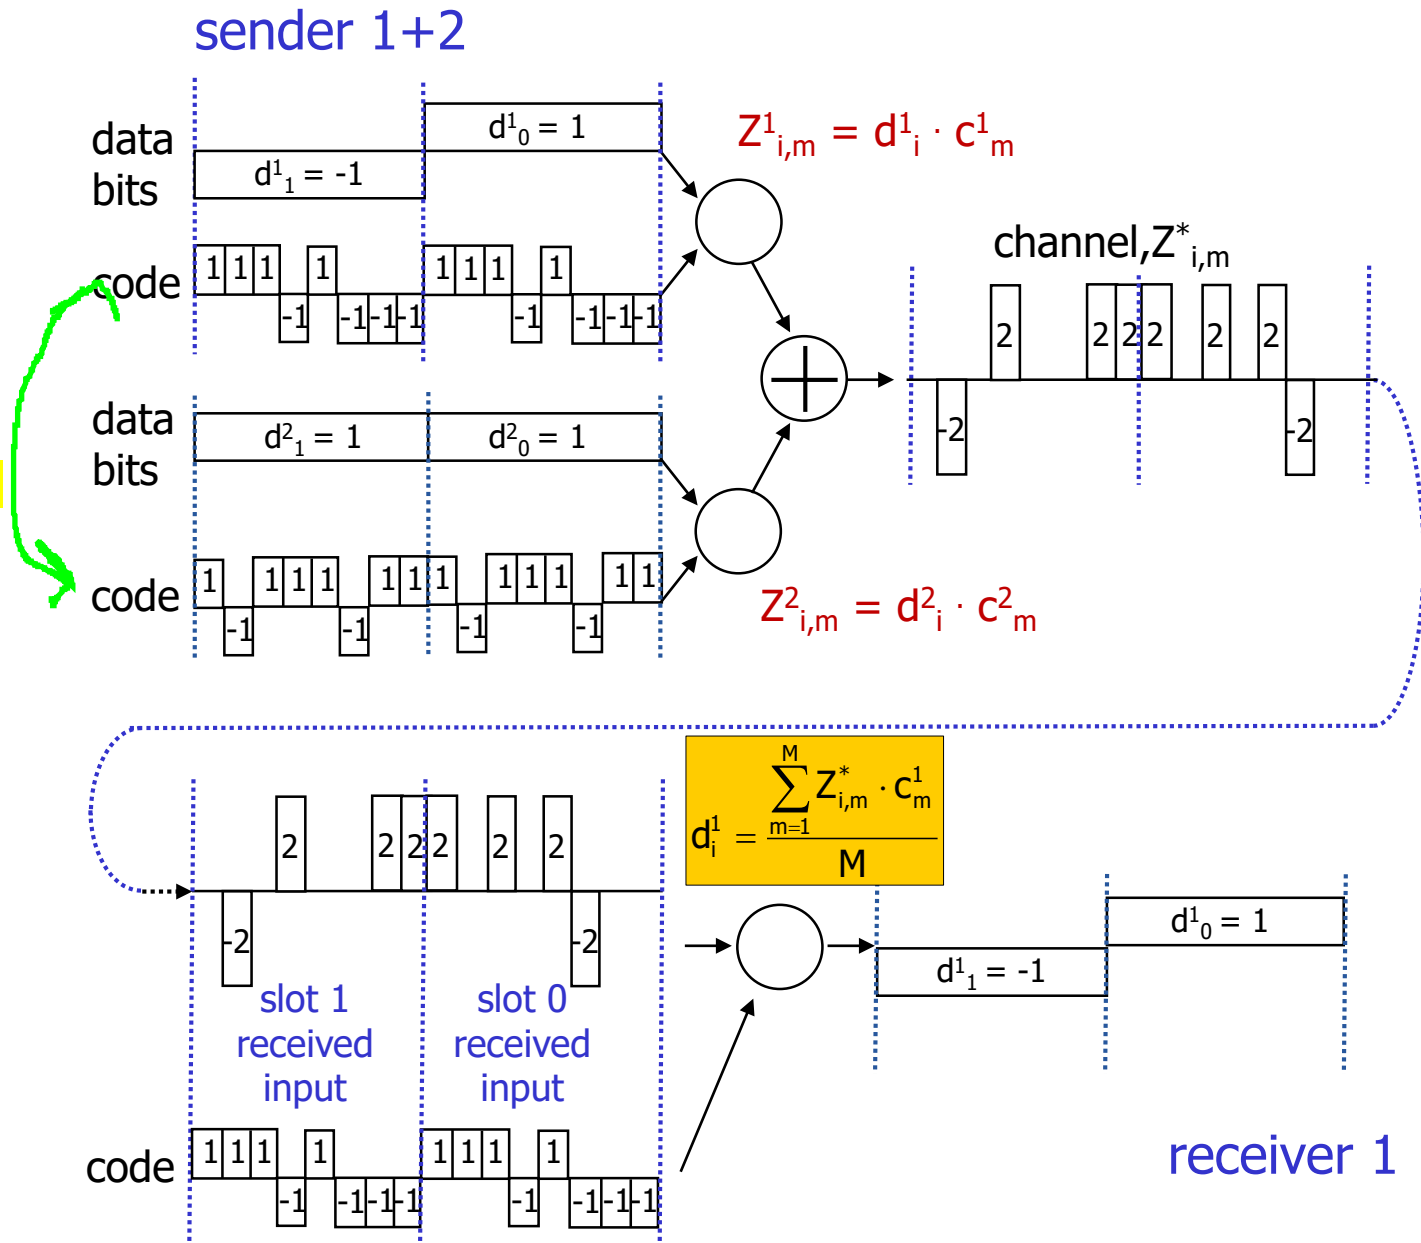 sender 1+2
data bits
d¹₀ = 1
d¹₁ = -1
Z¹ᵢ,ₘ = d¹ᵢ · c¹ₘ
code
1 1 1 -1 1 -1 -1 -1 1 1 1 -1 1 -1 -1 -1
channel,Z*ᵢ,ₘ
-2 2 2 2 2 2 2 -2
data bits
d²₁ = 1
d²₀ = 1
code
1 -1 1 1 1 -1 1 1 1 -1 1 1 1 -1 1 1
Z²ᵢ,ₘ = d²ᵢ · c²ₘ
d¹ᵢ = (∑ₘ₌₁ᴹ Z*ᵢ,ₘ · c¹ₘ) / M
-2 2 2 2 2 2 2 -2
slot 1
received
input
slot 0
received
input
d¹₁ = -1
d¹₀ = 1
code
1 1 1 -1 1 -1 -1 -1 1 1 1 -1 1 -1 -1 -1
receiver 1